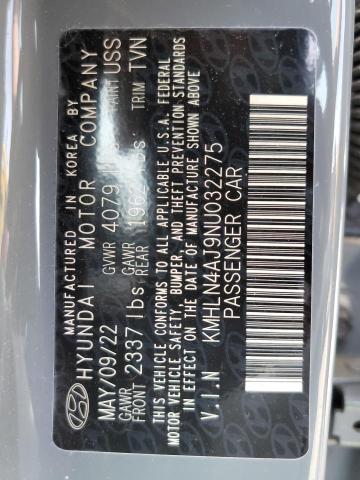 MANUFACTURED IN KOREA BY
HYUNDAI MOTOR COMPANY
MAY/09/22 GVWR 4079 PAINT USS
GAWR FRONT 2337 lbs GAWR REAR 1962 lbs TRIM TVN
THIS VEHICLE CONFORMS TO ALL APPLICABLE U.S.A. FEDERAL
MOTOR VEHICLE SAFETY, BUMPER, AND THEFT PREVENTION STANDARDS
IN EFFECT ON THE DATE OF MANUFACTURE SHOWN ABOVE
V.I.N KMHLN4AJ9NU032275
PASSENGER CAR